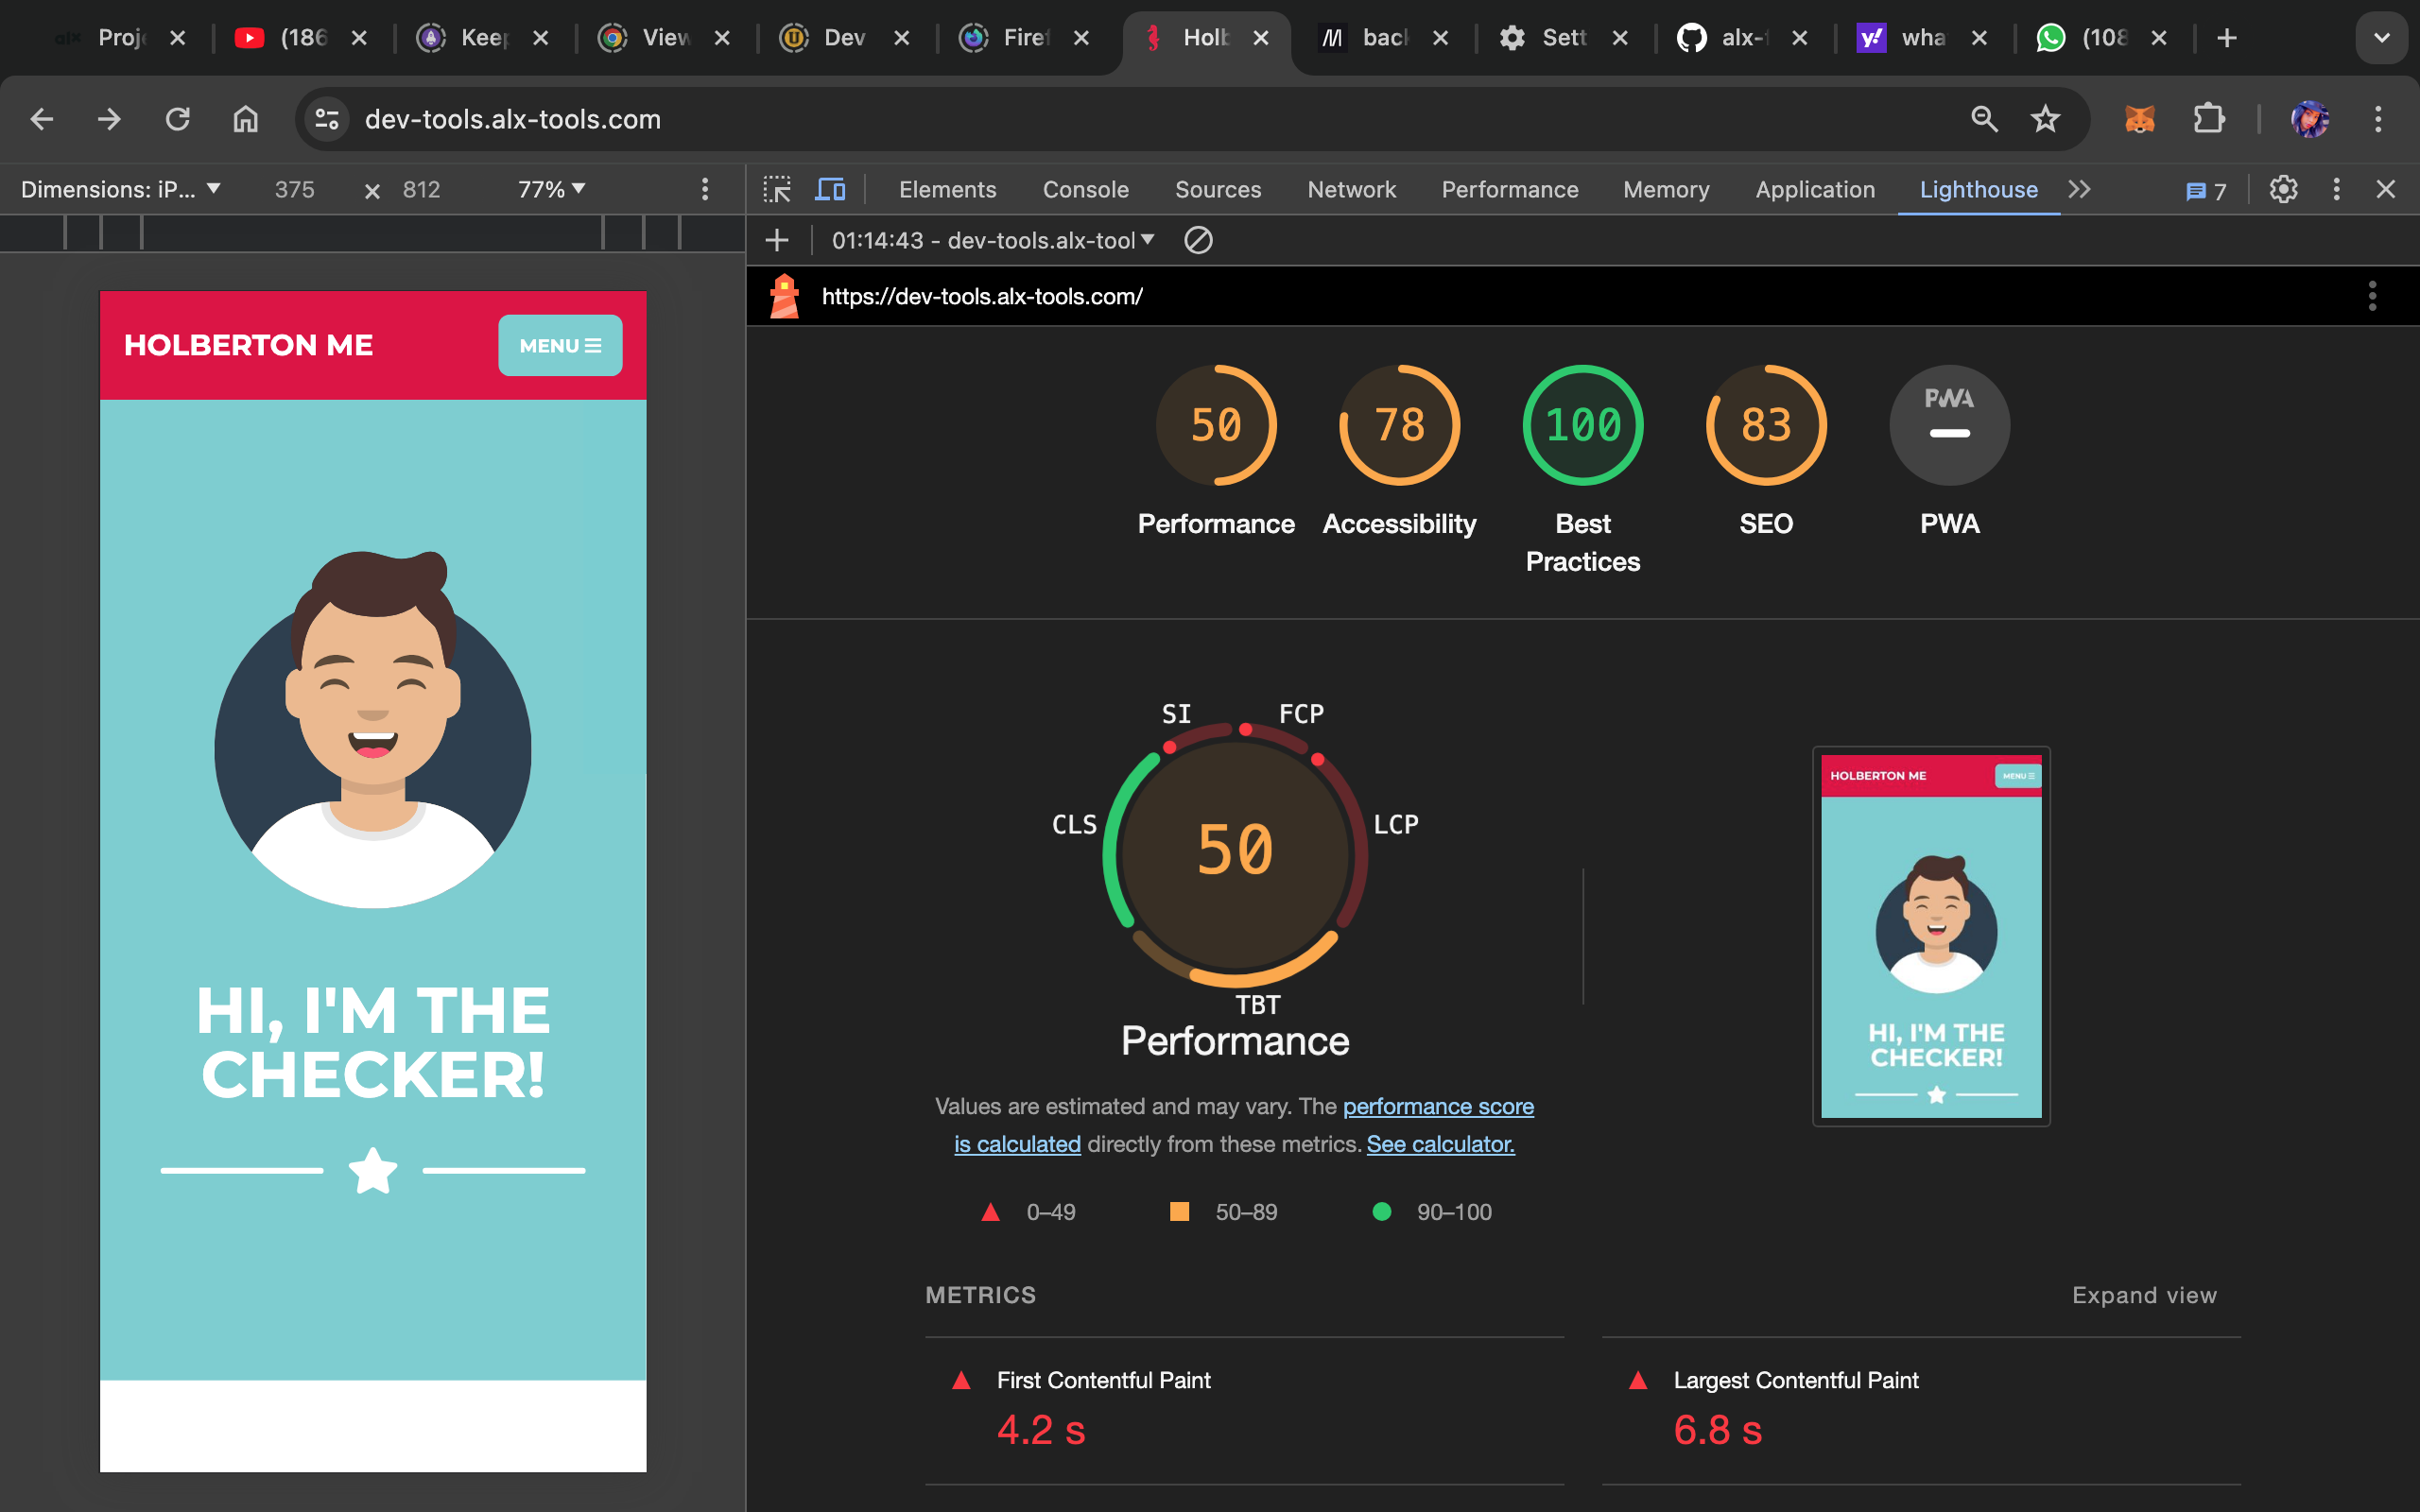 alx Proj (186 Keep View Dev Firef Holb back Sett alx-f y! wha (108
dev-tools.alx-tools.com
Dimensions: iP... 375 × 812 77%
Elements Console Sources Network Performance Memory Application Lighthouse 7
01:14:43 - dev-tools.alx-tool
https://dev-tools.alx-tools.com/
HOLBERTON ME MENU
HI, I'M THE
CHECKER!
50 78 100 83 PWA
Performance Accessibility Best
Practices SEO PWA
SI FCP
CLS LCP
50
TBT
Performance
Values are estimated and may vary. The performance score
is calculated directly from these metrics. See calculator.
0–49 50–89 90–100
HOLBERTON ME MENU
HI, I'M THE
CHECKER!
METRICS Expand view
First Contentful Paint
4.2 s
Largest Contentful Paint
6.8 s